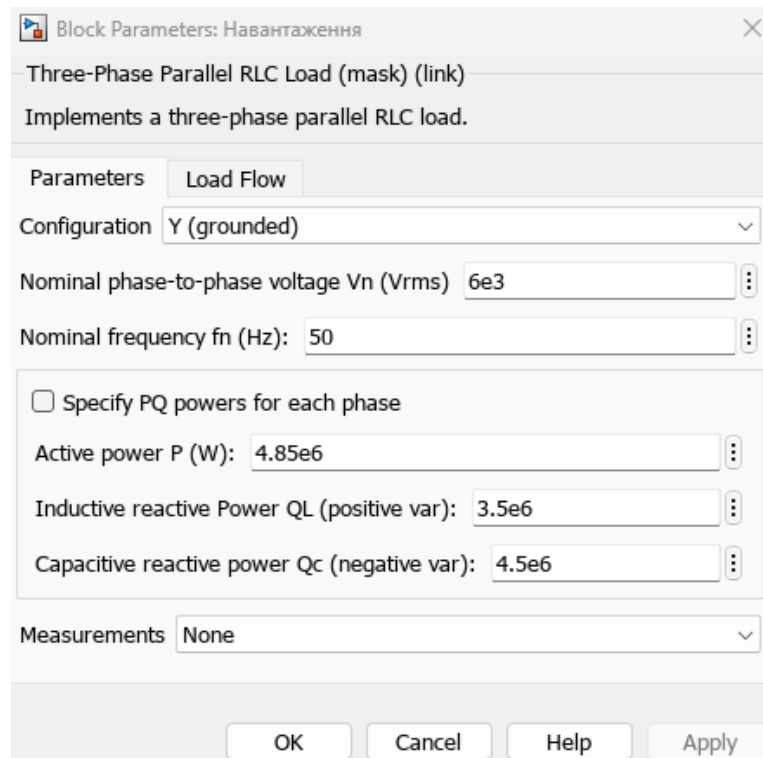 Block Parameters: Навантаження
Three-Phase Parallel RLC Load (mask) (link)
Implements a three-phase parallel RLC load.
Parameters Load Flow
Configuration Y (grounded)
Nominal phase-to-phase voltage Vn (Vrms) 6e3
Nominal frequency fn (Hz): 50
Specify PQ powers for each phase
Active power P (W): 4.85e6
Inductive reactive Power QL (positive var): 3.5e6
Capacitive reactive power Qc (negative var): 4.5e6
Measurements None
OK Cancel Help Apply